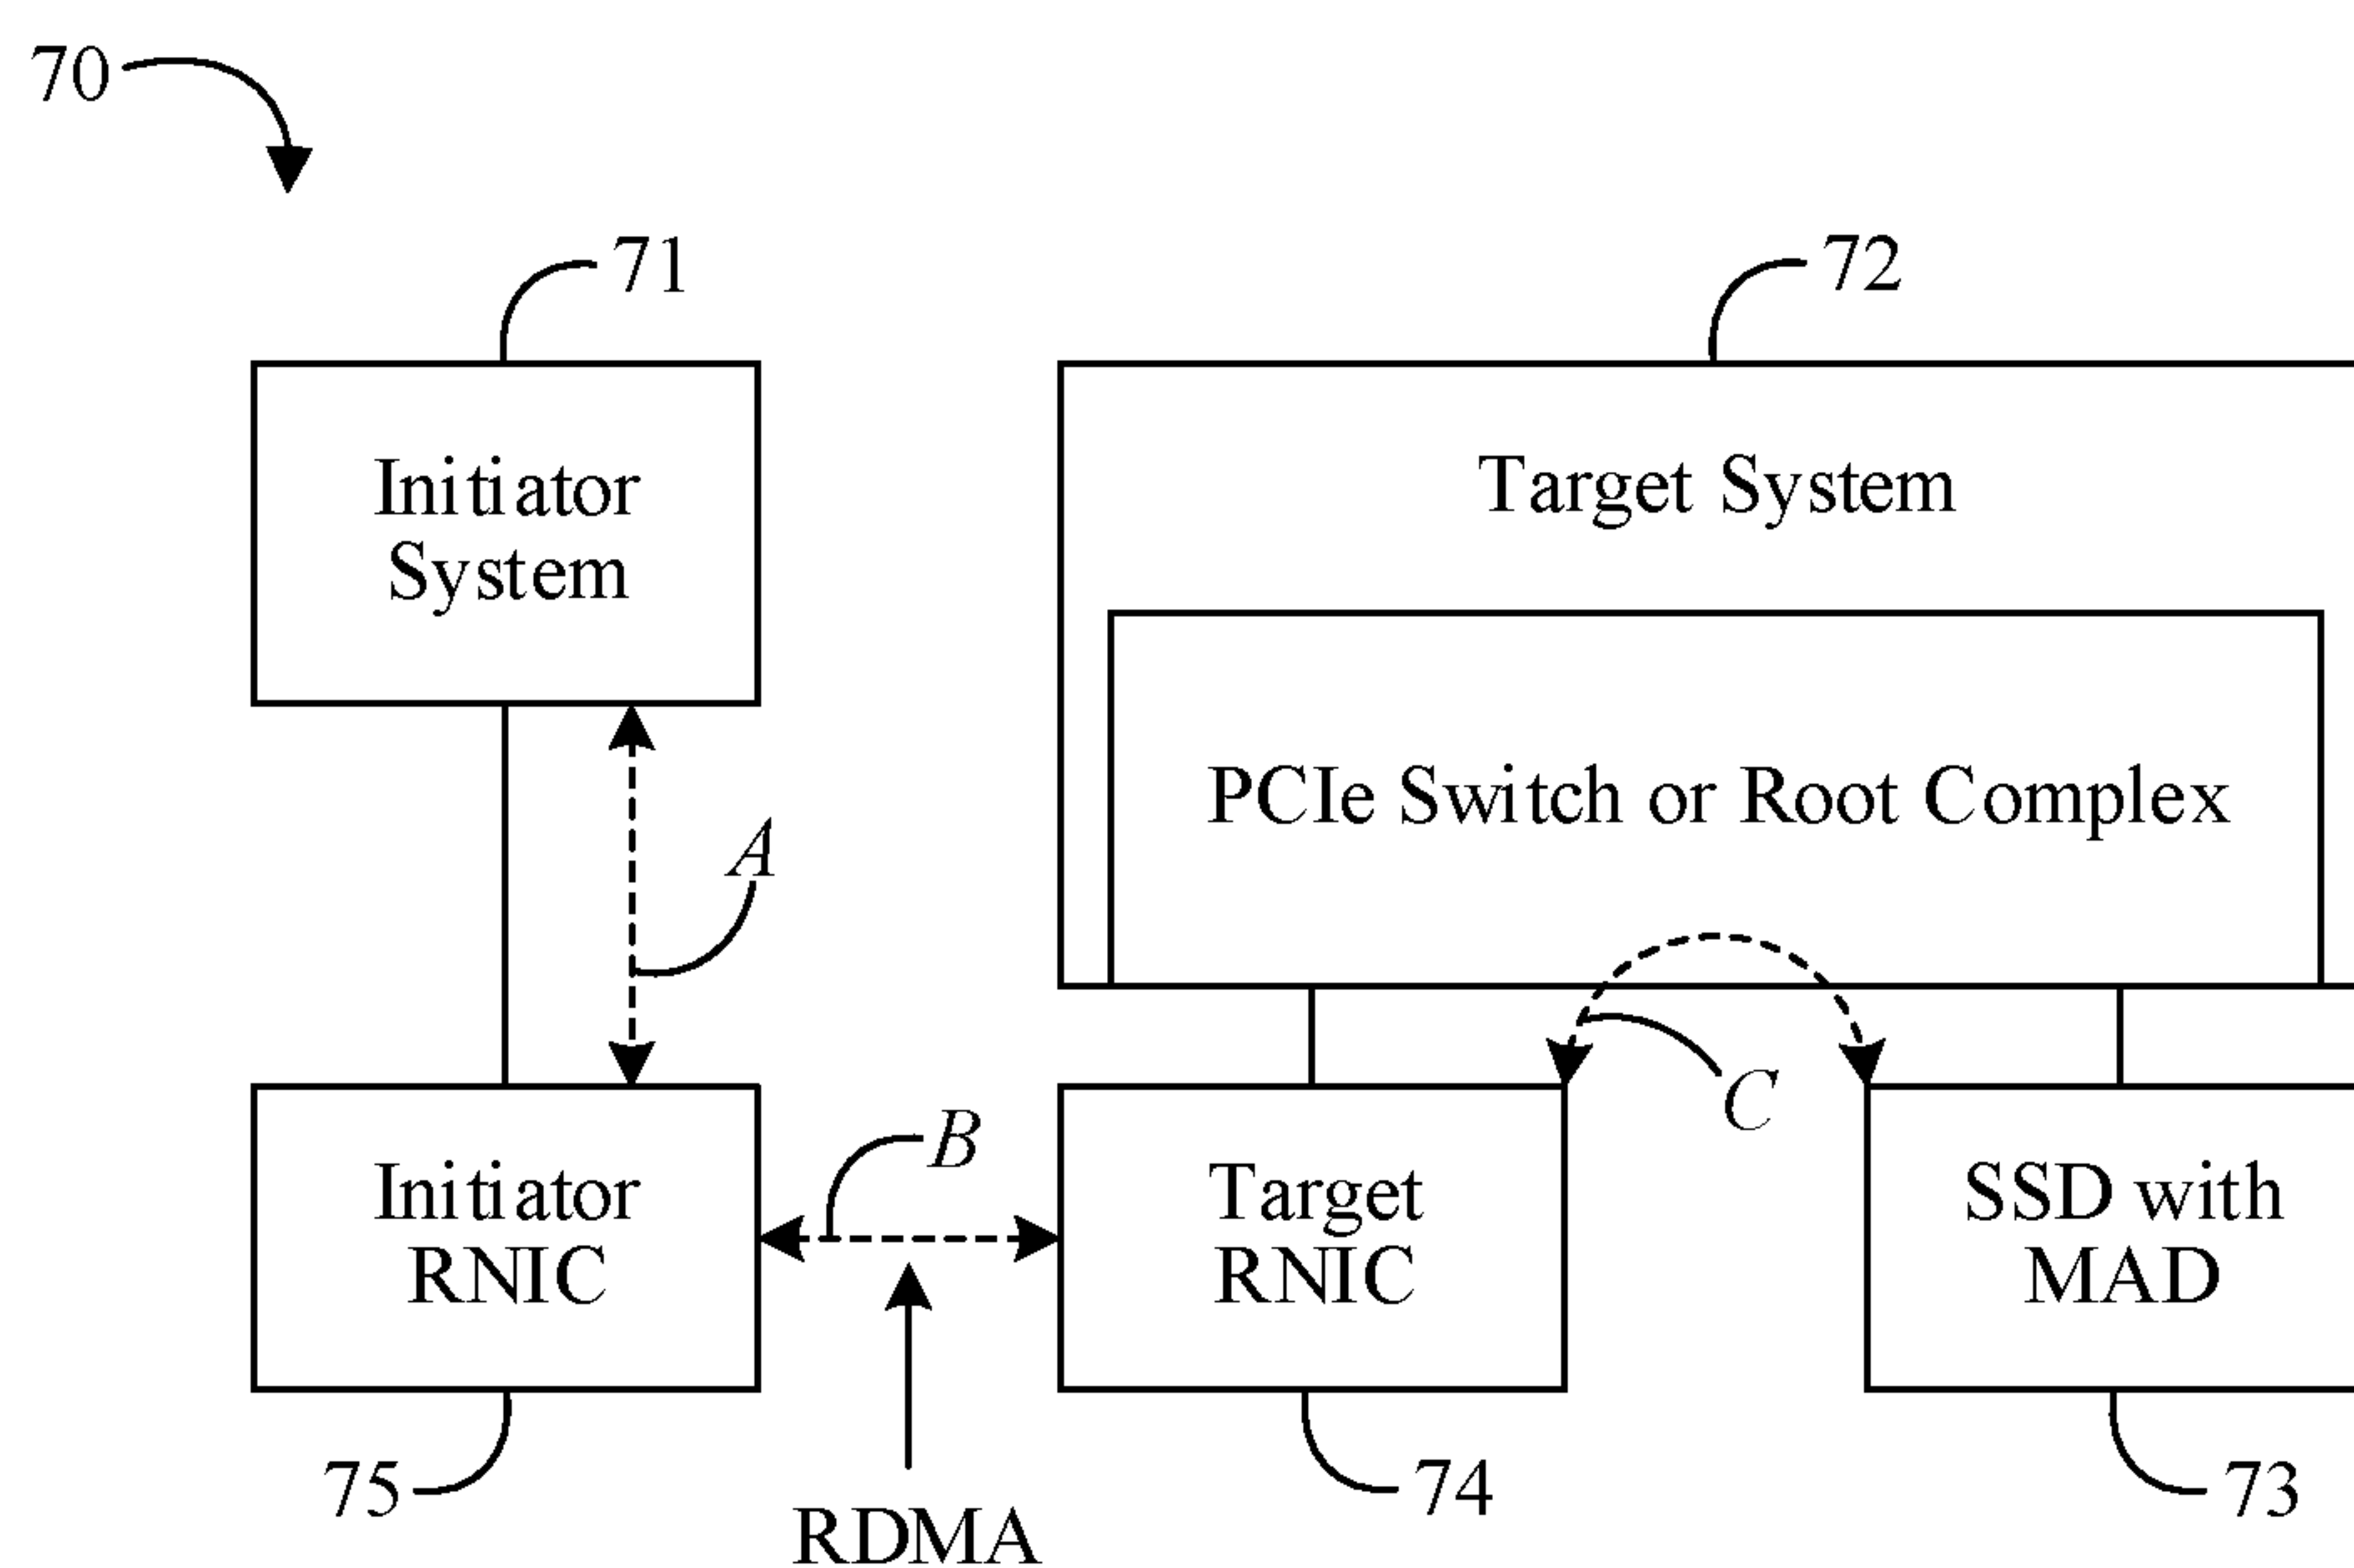 70
71
72
Initiator
System
Target System
PCIe Switch or Root Complex
A
C
B
Initiator
RNIC
Target
RNIC
SSD with
MAD
75
74
73
RDMA